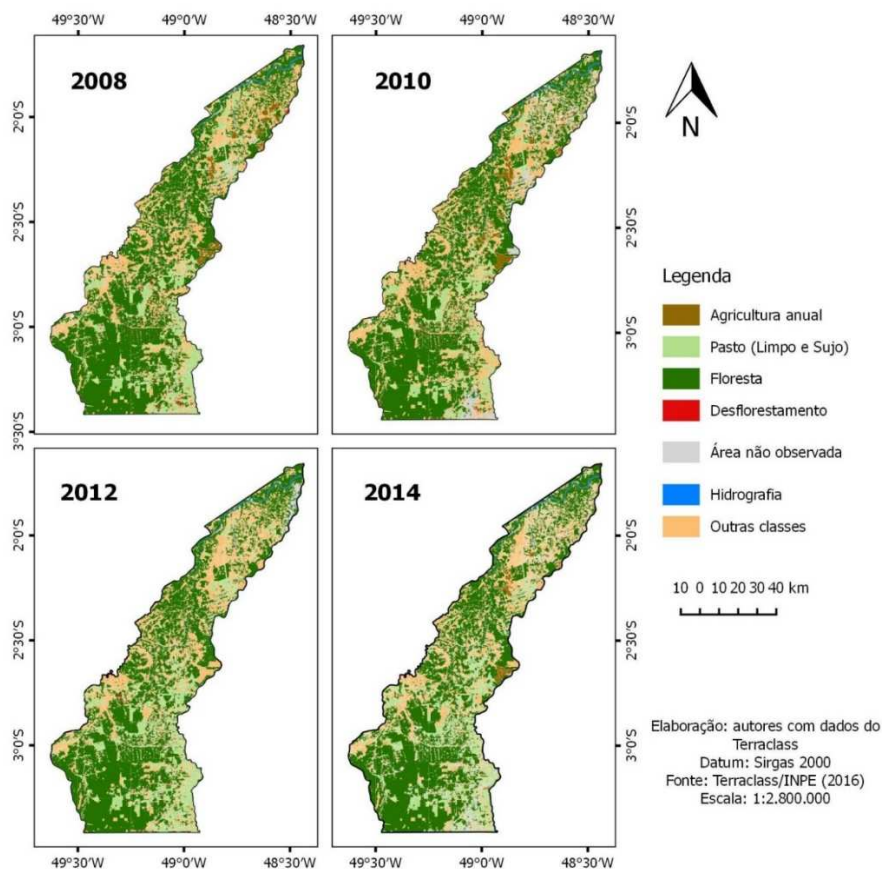 49°30'S 49°0'S 48°30'S 49°30'S 49°0'S 48°30'S
2008
2010
2°0'S
2°30'S
3°0'S
3°30'S
2°0'S
2°30'S
3°0'S
N
2012
2014
2°0'S
2°30'S
3°0'S
2°0'S
2°30'S
3°0'S
49°30'S 49°0'S 48°30'S 49°30'S 49°0'S 48°30'S
Legenda
Agricultura anual
Pasto (Limpo e Sujo)
Floresta
Desflorestamento
Área não observada
Hidrografia
Outras classes
10 0 10 20 30 40 km
Elaboração: autores com dados do
Terraclass
Datum: Sirgas 2000
Fonte: Terraclass/INPE (2016)
Escala: 1:2.800.000